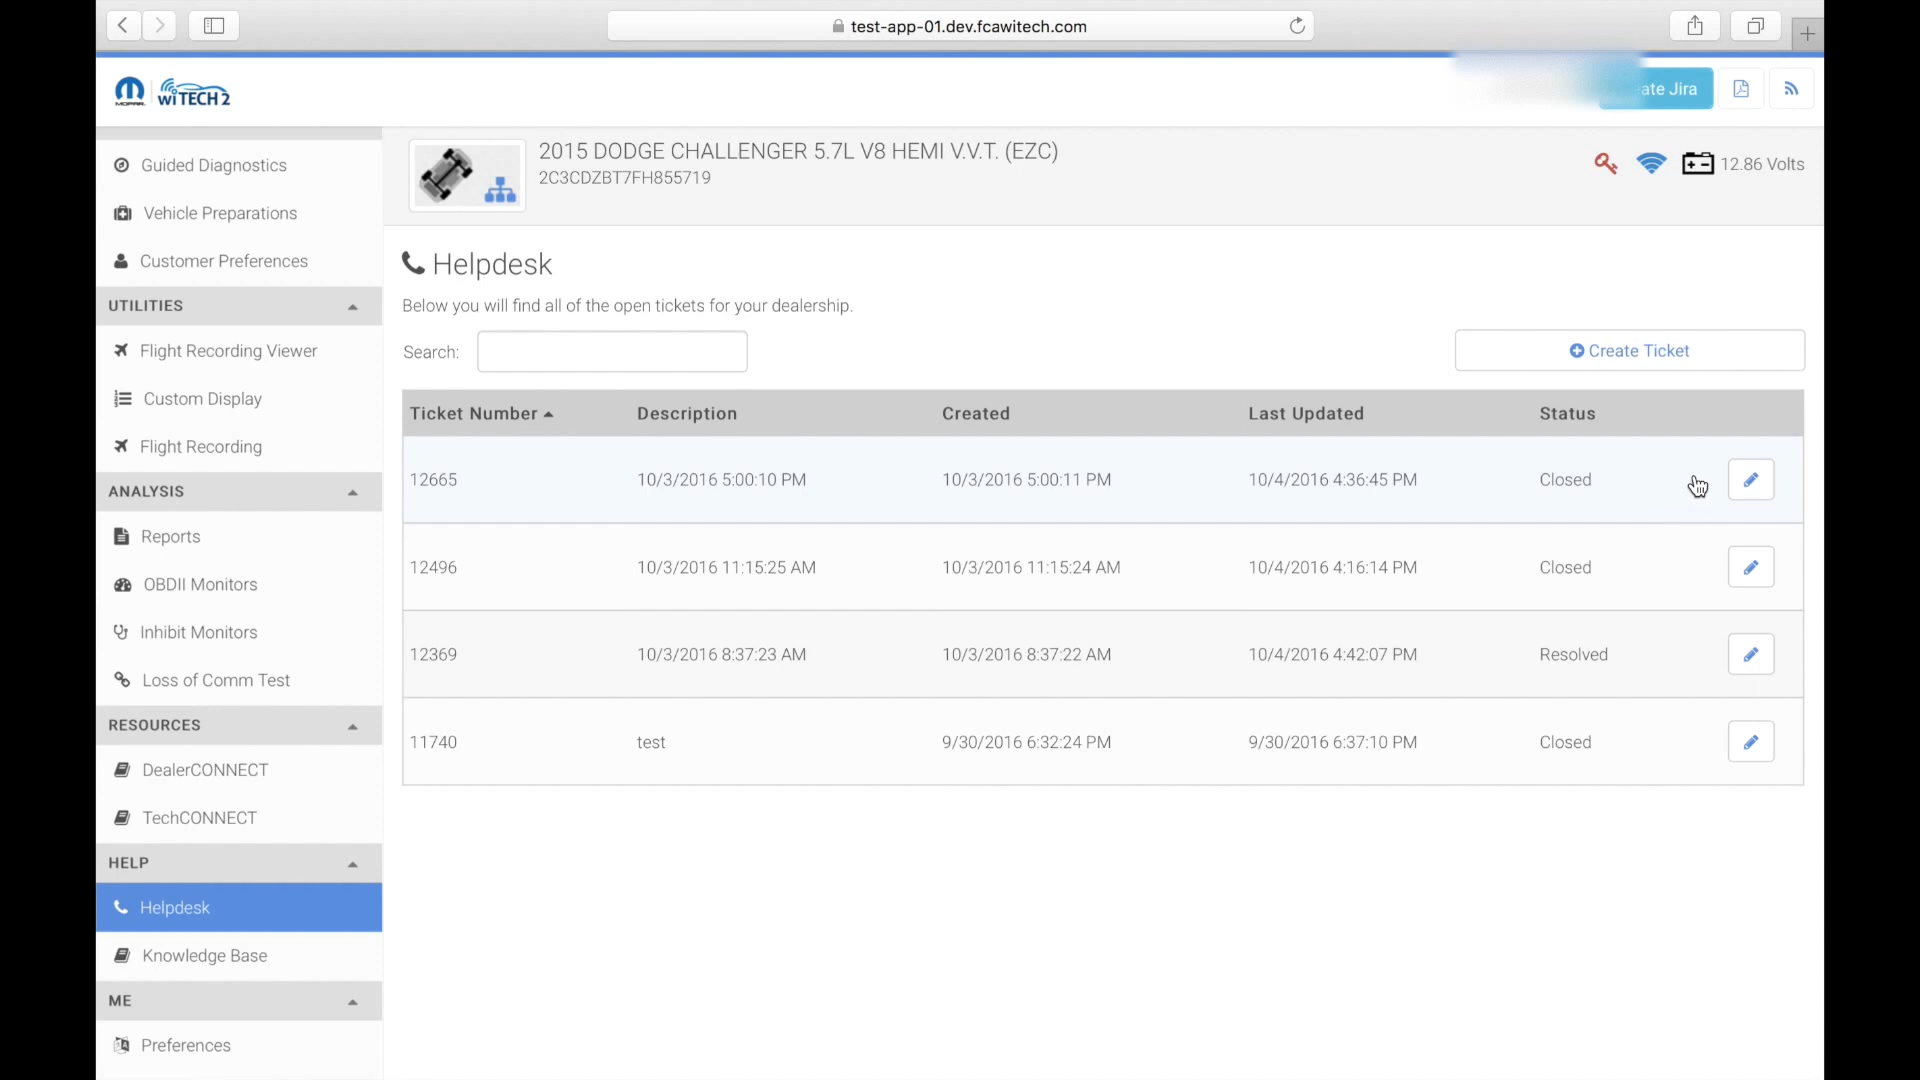 test-app-01.dev.fcawitech.com
MOPAR wiTECH 2
ate Jira
Guided Diagnostics
Vehicle Preparations
Customer Preferences
UTILITIES
Flight Recording Viewer
Custom Display
Flight Recording
ANALYSIS
Reports
OBDII Monitors
Inhibit Monitors
Loss of Comm Test
RESOURCES
DealerCONNECT
TechCONNECT
HELP
Helpdesk
Knowledge Base
ME
Preferences
2015 DODGE CHALLENGER 5.7L V8 HEMI V.V.T. (EZC)
2C3CDZBT7FH855719
12.86 Volts
Helpdesk
Below you will find all of the open tickets for your dealership.
Search:
Create Ticket
Ticket Number Description Created Last Updated Status
12665 10/3/2016 5:00:10 PM 10/3/2016 5:00:11 PM 10/4/2016 4:36:45 PM Closed
12496 10/3/2016 11:15:25 AM 10/3/2016 11:15:24 AM 10/4/2016 4:16:14 PM Closed
12369 10/3/2016 8:37:23 AM 10/3/2016 8:37:22 AM 10/4/2016 4:42:07 PM Resolved
11740 test 9/30/2016 6:32:24 PM 9/30/2016 6:37:10 PM Closed